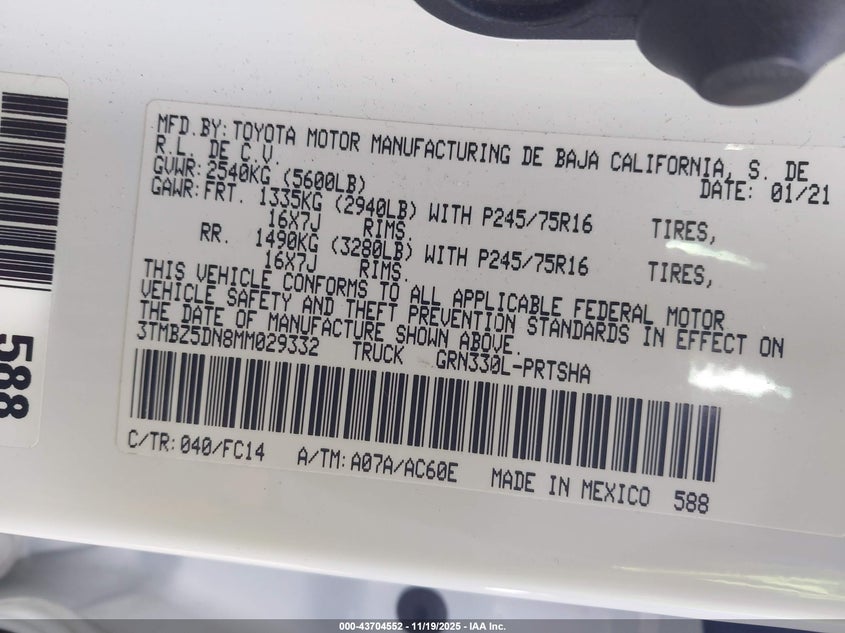 MFD.BY: TOYOTA MOTOR MANUFACTURING DE BAJA CALIFORNIA, S. DE
R.L. DE C.V.
DATE: 01/21
GVWR: 2540KG (5600LB)
GAWR: FRT. 1335KG (2940LB) WITH P245/75R16 TIRES,
16X7J RIMS.
RR. 1490KG (3280LB) WITH P245/75R16 TIRES,
16X7J RIMS.
THIS VEHICLE CONFORMS TO ALL APPLICABLE FEDERAL MOTOR
VEHICLE SAFETY AND THEFT PREVENTION STANDARDS IN EFFECT ON
THE DATE OF MANUFACTURE SHOWN ABOVE.
3TMBZ5DN8MM029332 TRUCK GRN330L-PRTSHA
C/TR: 040/FC14 A/TM: A07A/AC60E MADE IN MEXICO 588
588
000-43704552 - 11/19/2025 - IAA Inc.